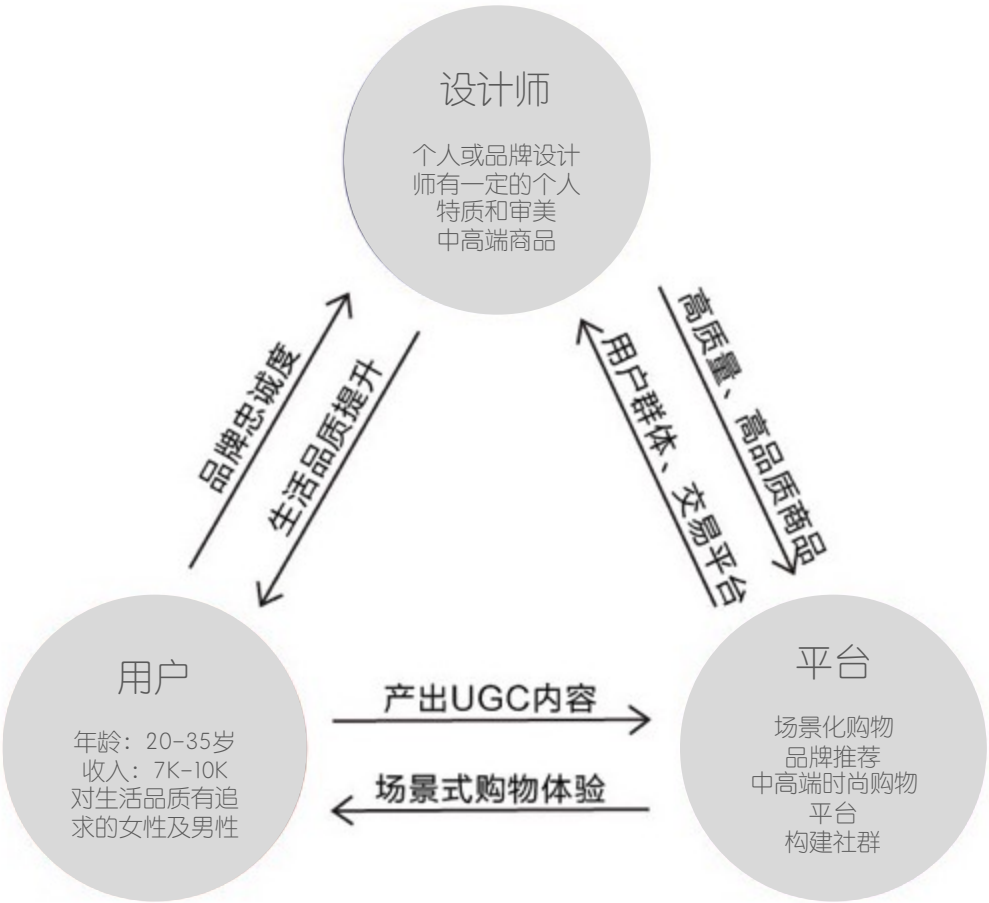 设计师
个人或品牌设计
师有一定的个人
特质和审美
中高端商品
品牌忠诚度
生活品质提升
用户群体、交易平台
高质量、高品质商品
用户
年龄：20-35岁
收入：7K-10K
对生活品质有追
求的女性及男性
产出UGC内容
场景式购物体验
平台
场景化购物
品牌推荐
中高端时尚购物
平台
构建社群